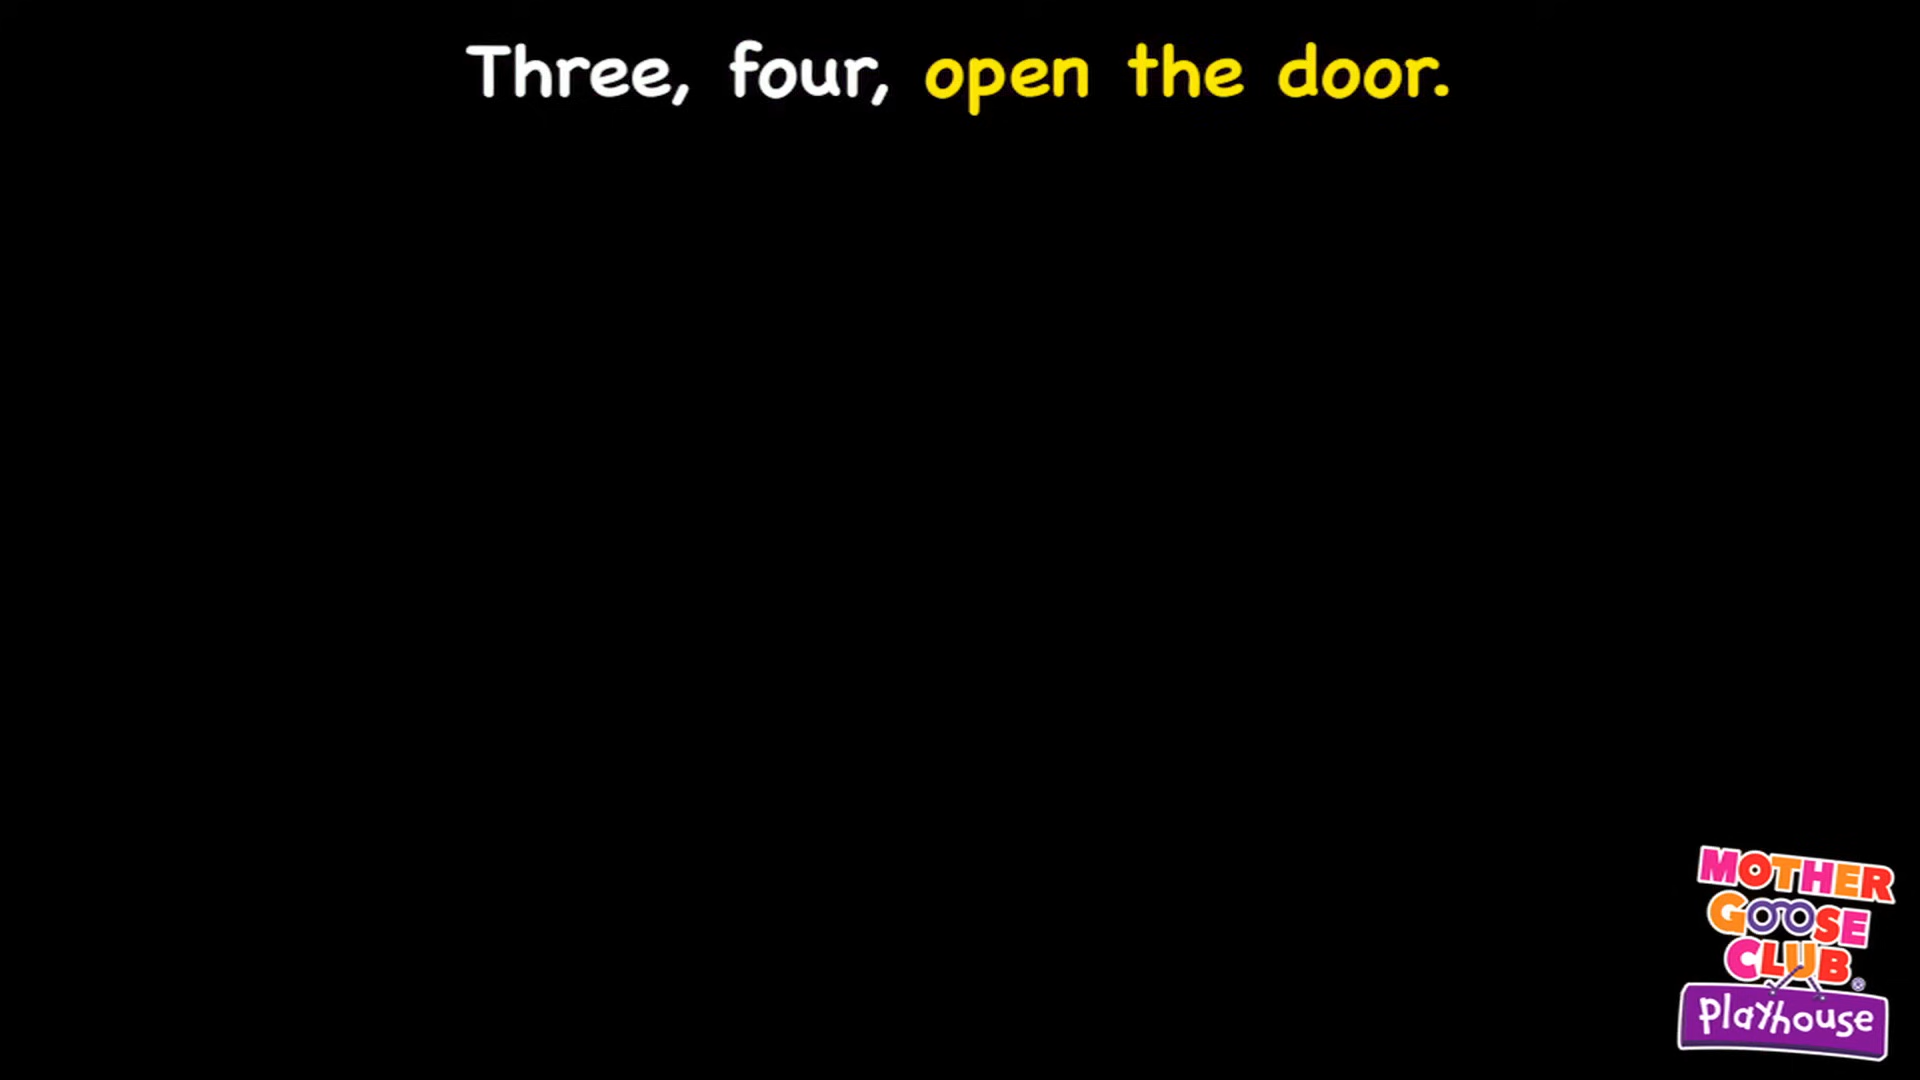 Three, four, open the door.
MOTHER
GOOSE
CLUB®
playhouse